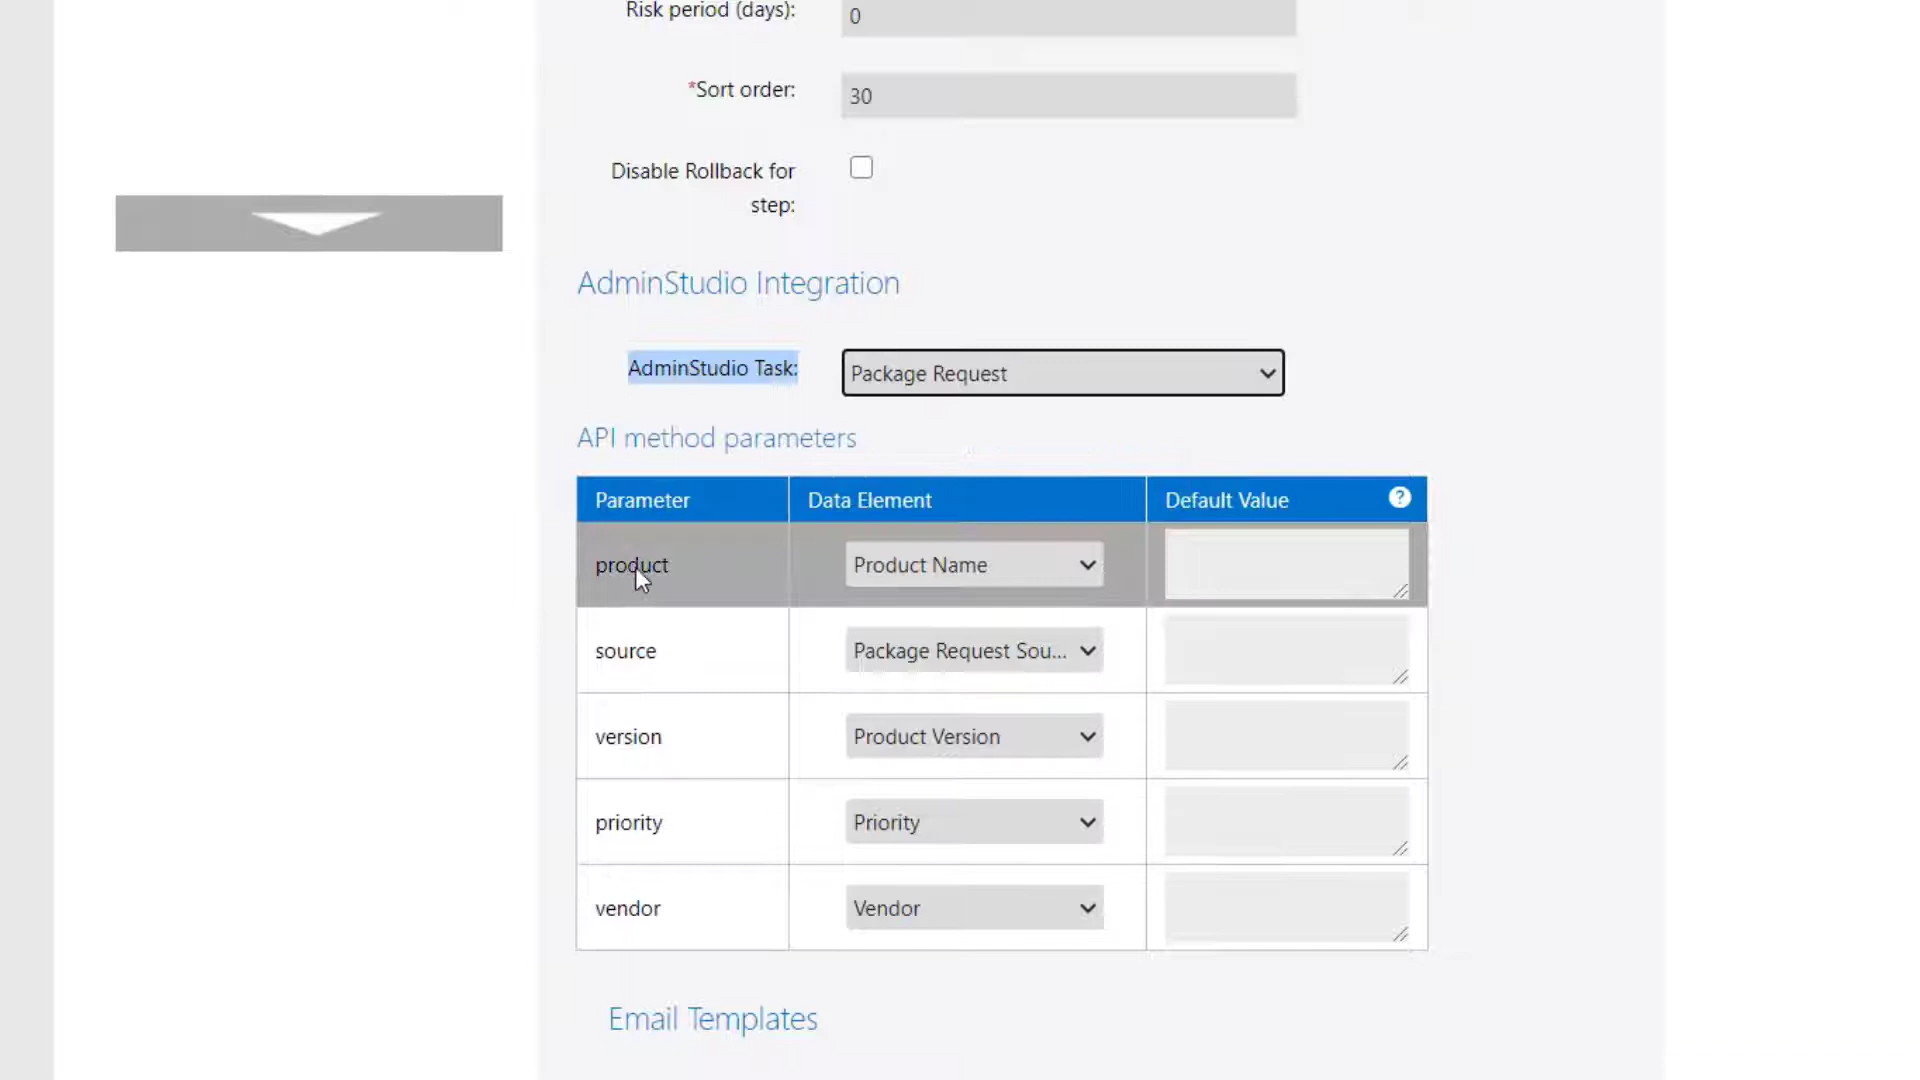 Risk period (days):
0
*Sort order:
30
Disable Rollback for
step:
AdminStudio Integration
AdminStudio Task:
Package Request
API method parameters
Parameter Data Element Default Value ?
product Product Name
source Package Request Sou...
version Product Version
priority Priority
vendor Vendor
Email Templates